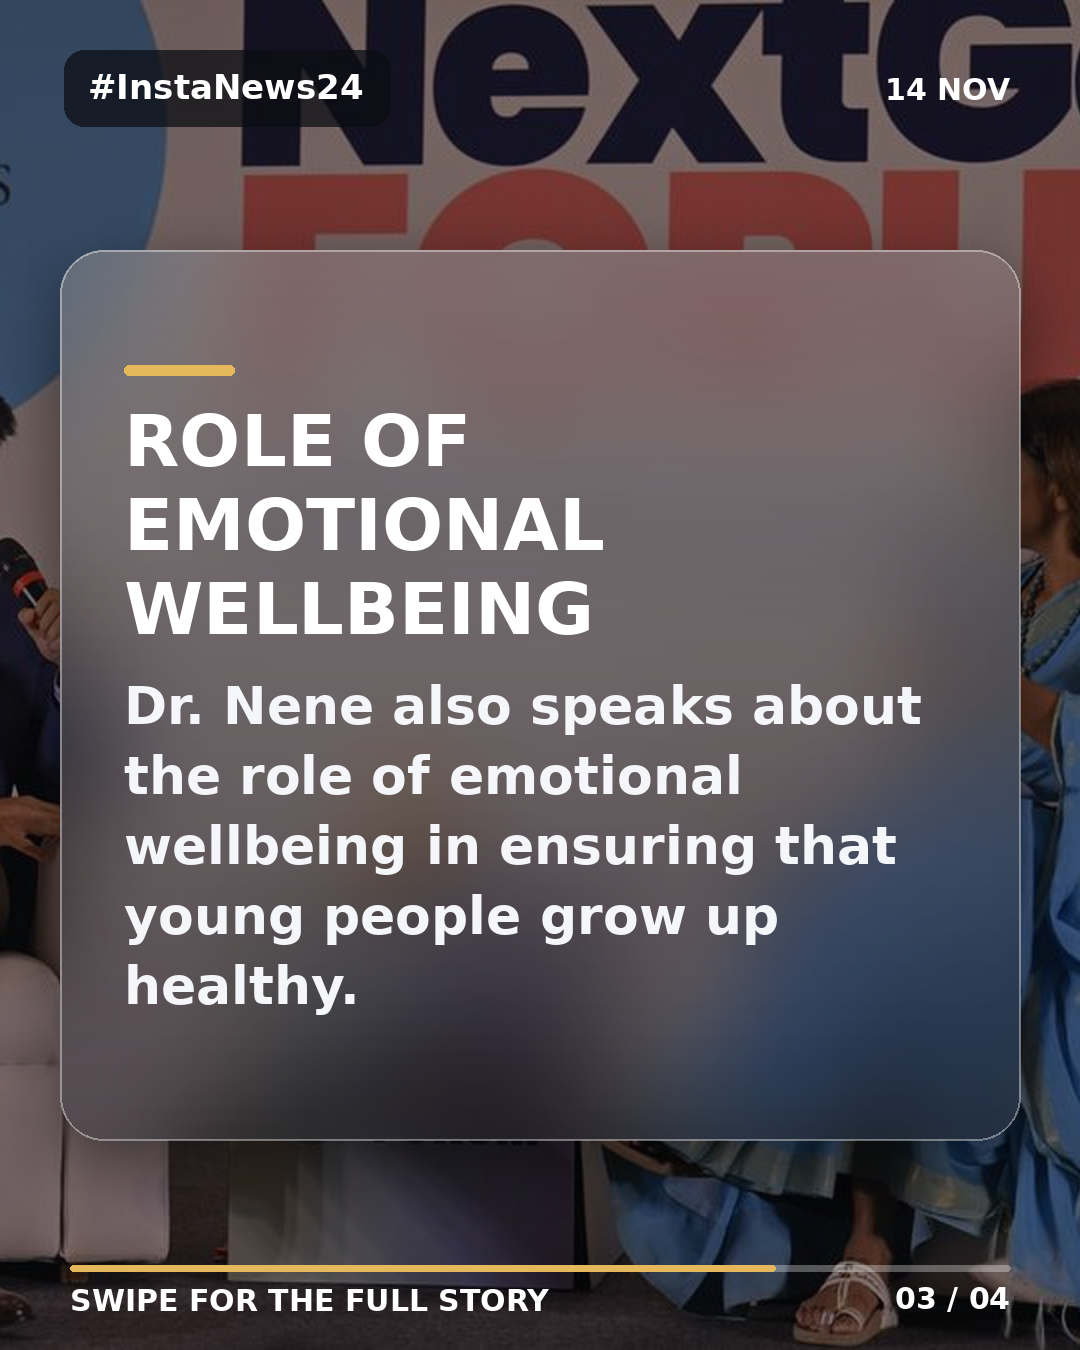 #InstaNews24
14 NOV
NextG
ROLE OF
EMOTIONAL
WELLBEING
Dr. Nene also speaks about
the role of emotional
wellbeing in ensuring that
young people grow up
healthy.
SWIPE FOR THE FULL STORY
03 / 04